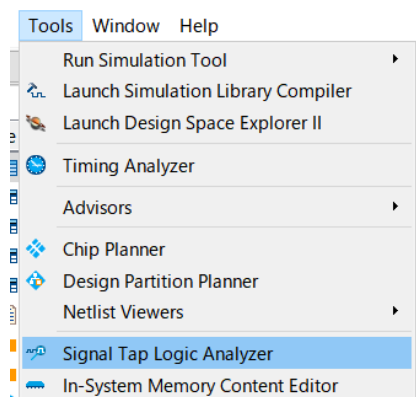 Tools Window Help
Run Simulation Tool
Launch Simulation Library Compiler
Launch Design Space Explorer II
Timing Analyzer
Advisors
Chip Planner
Design Partition Planner
Netlist Viewers
Signal Tap Logic Analyzer
In-System Memory Content Editor